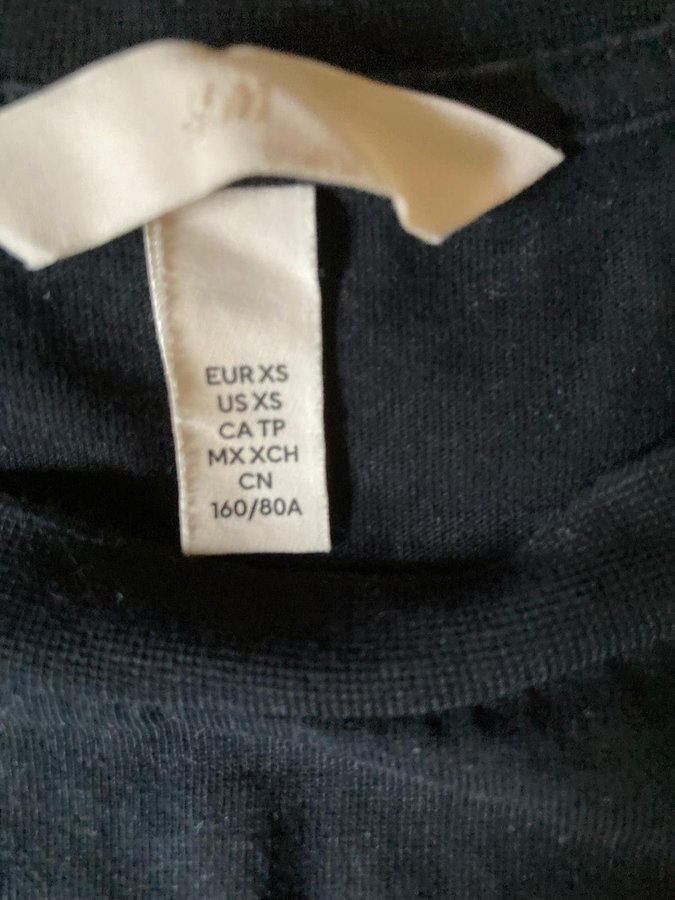 EUR XS
US XS
CA TP
MX XCH
CN
160/80A